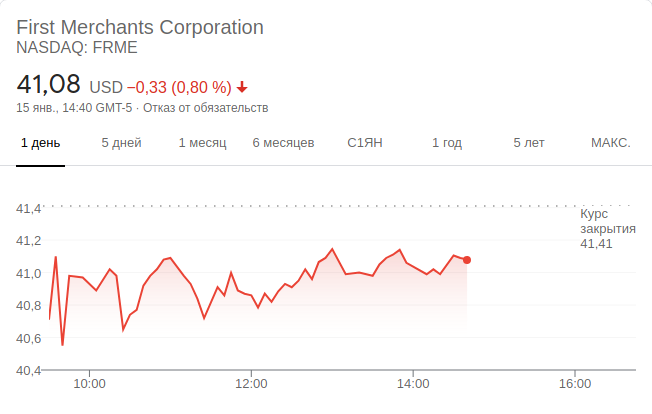 First Merchants Corporation
NASDAQ: FRME
41,08 USD −0,33 (0,80 %)
15 янв., 14:40 GMT-5 · Отказ от обязательств
1 день 5 дней 1 месяц 6 месяцев С1ЯН 1 год 5 лет МАКС.
41,4
Курс
закрытия
41,41
41,2
41,0
40,8
40,6
40,4
10:00 12:00 14:00 16:00